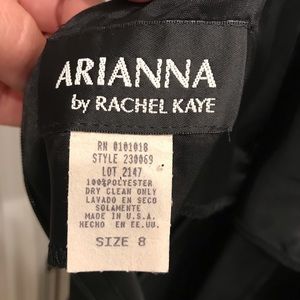 ARIANNA
by RACHEL KAYE
RN 0101018
STYLE 230069
LOT 2147
100%POLYESTER
DRY CLEAN ONLY
LAVADO EN SECO
SOLAMENTE
MADE IN U.S.A.
HECHO EN EE.UU.
SIZE 8